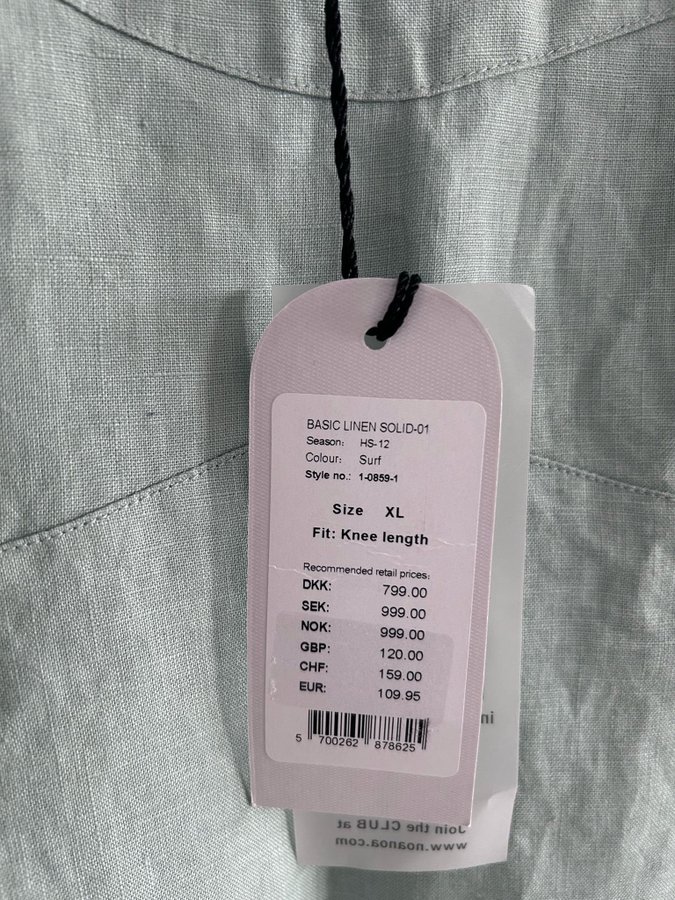 BASIC LINEN SOLID-01
Season: HS-12
Colour: Surf
Style no.: 1-0859-1
Size XL
Fit: Knee length
Recommended retail prices:
DKK: 799.00
SEK: 999.00
NOK: 999.00
GBP: 120.00
CHF: 159.00
EUR: 109.95
5 700262 878625
in
Join the CLUB at
www.noanoa.com